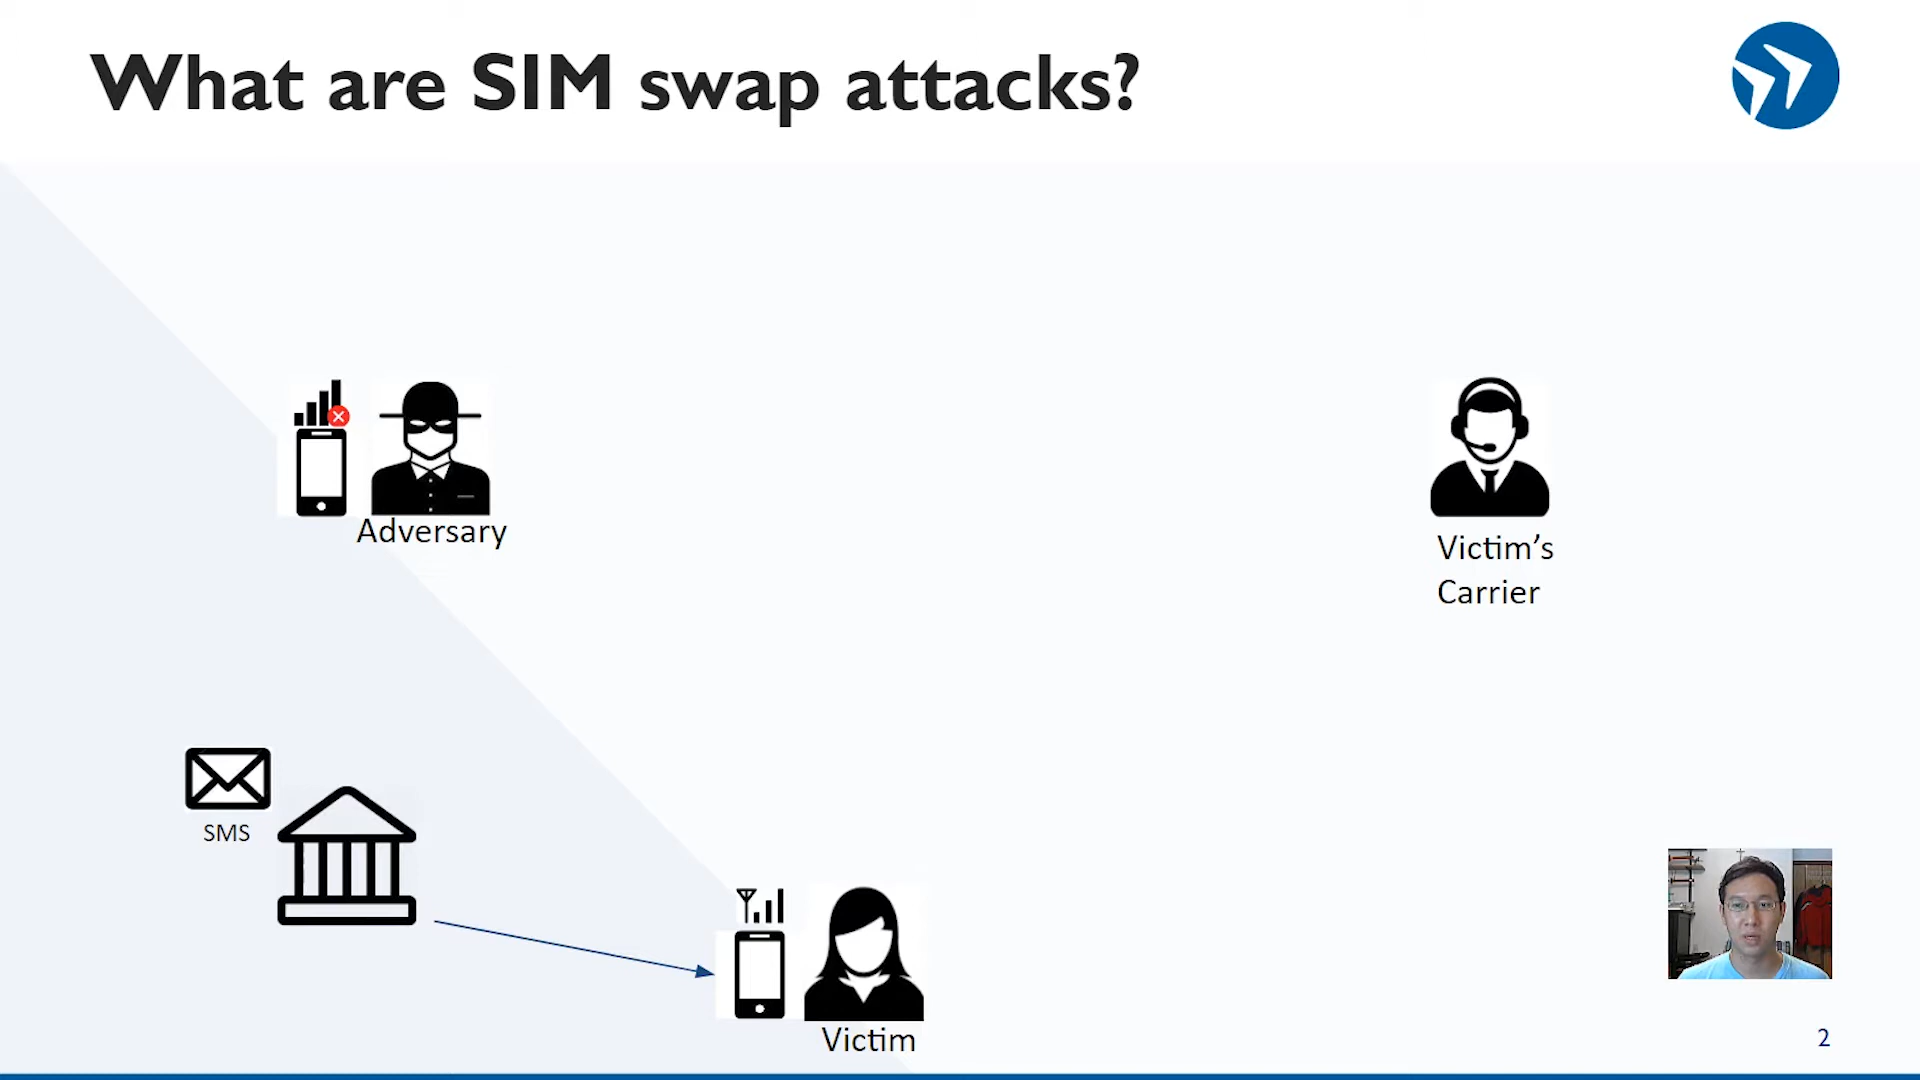 What are SIM swap attacks?
Adversary
Victim’s
Carrier
SMS
Victim
2